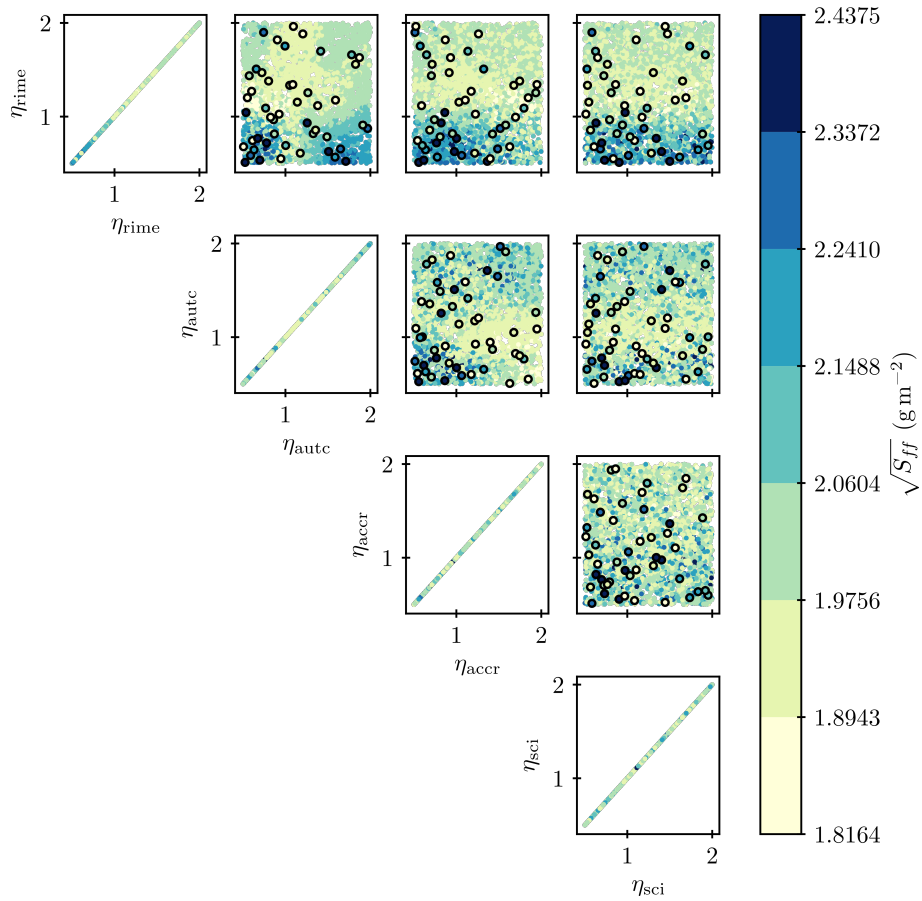 2
η_rime
1
1 2
η_rime
2
η_autc
1
1 2
η_autc
2
η_accr
1
1 2
η_accr
2
η_sci
1
1 2
η_sci
2.4375
2.3372
2.2410
2.1488
2.0604
1.9756
1.8943
1.8164
√S_ff (g m⁻²)